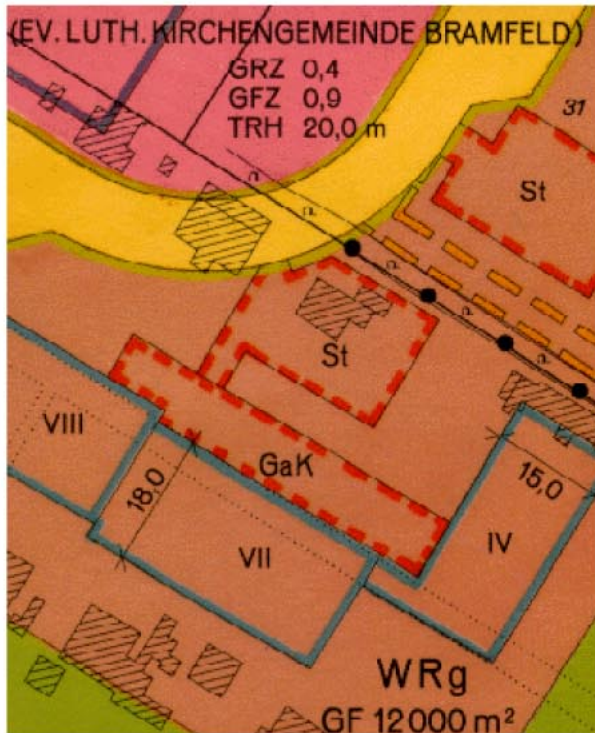 (EV. LUTH. KIRCHENGEMEINDE BRAMFELD)
GRZ 0,4
GFZ 0,9
TRH 20,0 m
31
St
St
VIII
GaK
15,0
18,0
VII
IV
WRg
GF 12000 m²